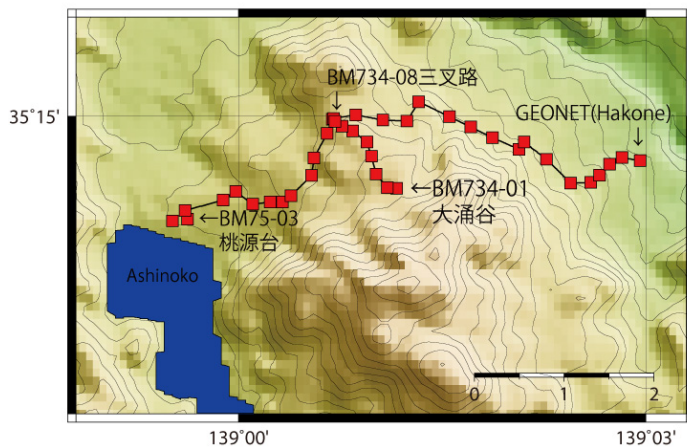 BM734-08三叉路
35°15'
GEONET(Hakone)
←BM734-01
大涌谷
←BM75-03
桃源台
Ashinoko
0 1 2
139°00'
139°03'